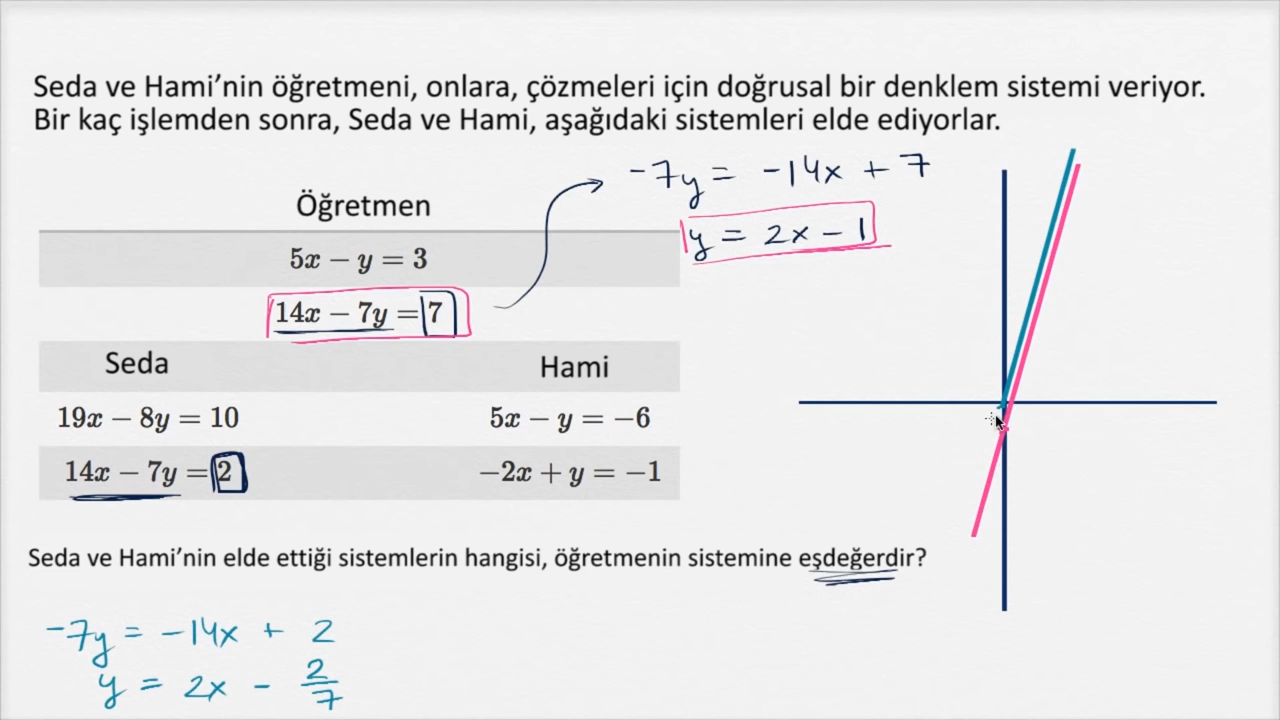 Seda ve Hami'nin öğretmeni, onlara, çözmeleri için doğrusal bir denklem sistemi veriyor.
Bir kaç işlemden sonra, Seda ve Hami, aşağıdaki sistemleri elde ediyorlar.
-7y = -14x + 7
y = 2x - 1
Öğretmen
5x − y = 3
14x − 7y = 7
Seda Hami
19x − 8y = 10 5x − y = −6
14x − 7y = 2 −2x + y = −1
Seda ve Hami'nin elde ettiği sistemlerin hangisi, öğretmenin sistemine eşdeğerdir?
-7y = -14x + 2
y = 2x - 2/7